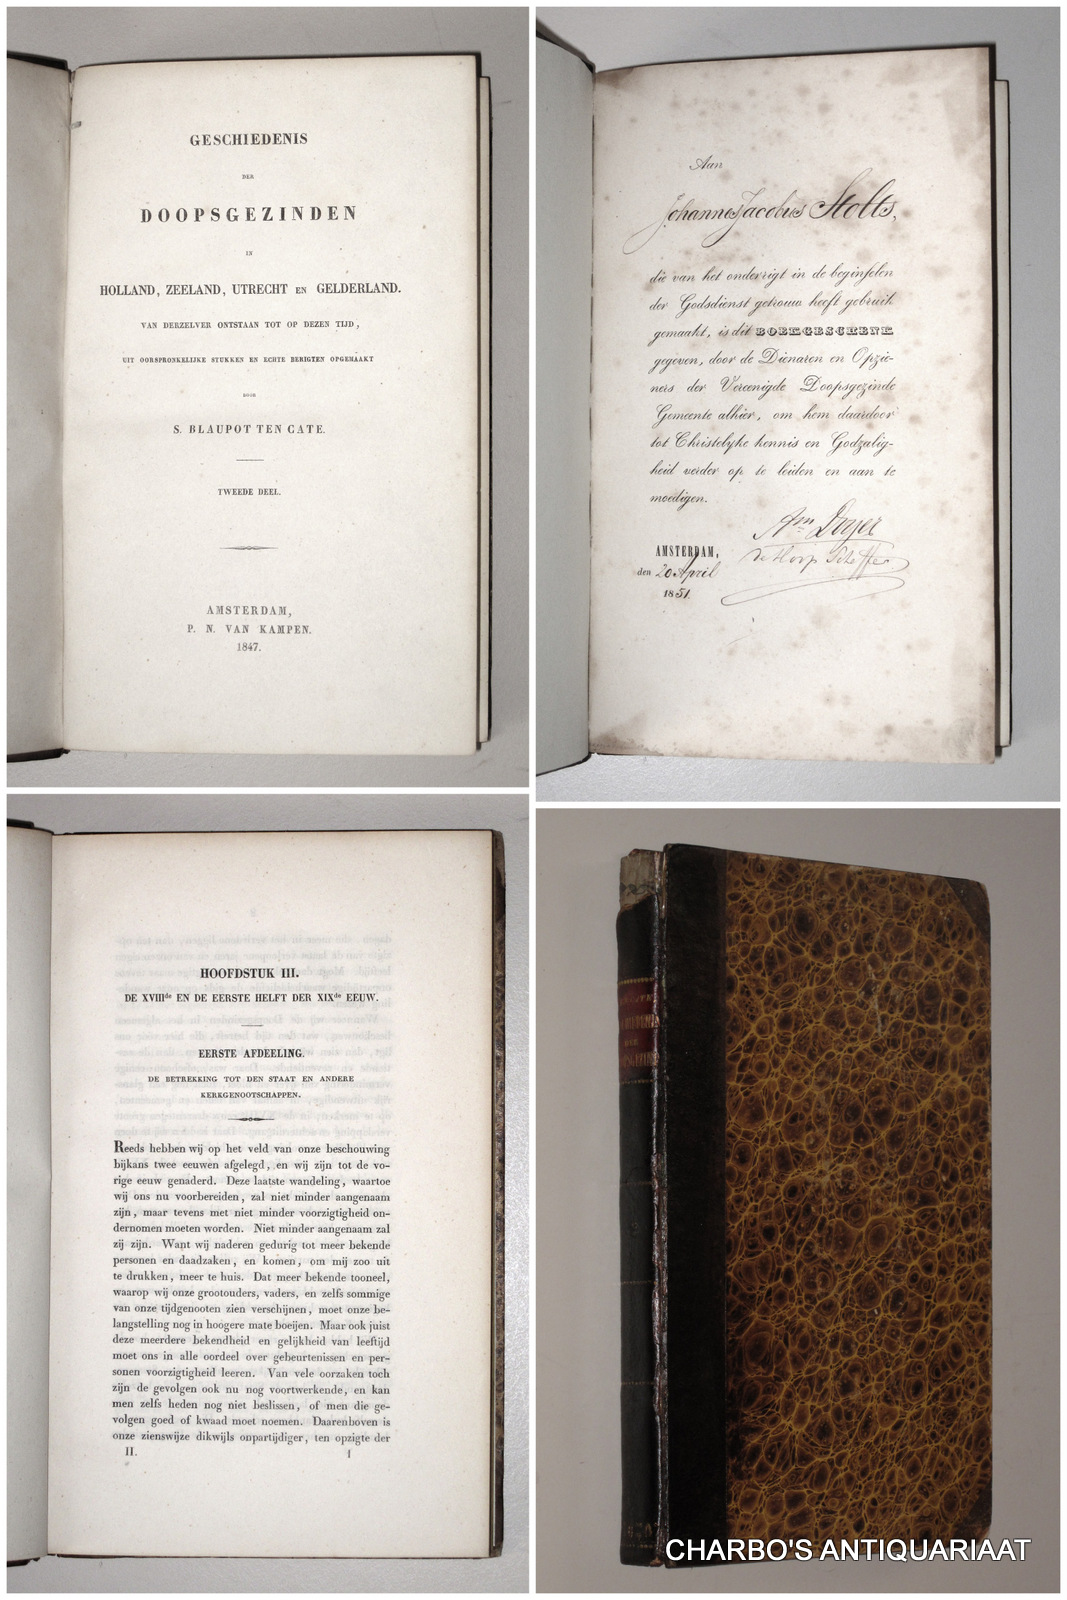 GESCHIEDENIS
DER
DOOPSGEZINDEN
IN
HOLLAND, ZEELAND, UTRECHT EN GELDERLAND.
VAN DERZELVER ONTSTAAN TOT OP DEZEN TIJD,
UIT OORSPRONKELIJKE STUKKEN EN ECHTE BERIGTEN OPGEMAAKT
DOOR
S. BLAUPOT TEN CATE.
TWEEDE DEEL.
AMSTERDAM,
P. N. VAN KAMPEN.
1847.
Aan
Johannes Jacobus Stolts,
die van het onderrigt in de beginselen
der Godsdienst getrouw heeft gebruik
gemaakt, is dit BOEKGESCHENK
gegeven, door de Dienaren en Opzie-
ners der Vereenigde Doopsgezinde
Gemeente alhier, om hem daardoor
tot Christelyke kennis en Godzalig-
heid verder op te leiden en aan te
moedigen.
AMSTERDAM,
de Hoop Scheffer
den 20 April
1851.
HOOFDSTUK III.
DE XVIIIde EN DE EERSTE HELFT DER XIXde EEUW.
EERSTE AFDEELING.
DE BETREKKING TOT DEN STAAT EN ANDERE
KERKGENOOTSCHAPPEN.
Reeds hebben wij op het veld van onze beschouwing
bijkans twee eeuwen afgelegd, en wij zijn tot de vo-
rige eeuw genaderd. Deze laatste wandeling, waartoe
wij ons nu voorbereiden, zal niet minder aangenaam
zijn, maar tevens met niet minder voorzigtigheid on-
dernomen moeten worden. Niet minder aangenaam zal
zij zijn. Want wij naderen gedurig tot meer bekende
personen en daadzaken, en komen, om mij zoo uit
te drukken, meer te huis. Dat meer bekende tooneel,
waarop wij onze grootouders, vaders, en zelfs sommige
van onze tijdgenooten zien verschijnen, moet onze be-
langstelling nog in hoogere mate boeijen. Maar ook juist
deze meerdere bekendheid en gelijkheid van leeftijd
moet ons in alle oordeel over gebeurtenissen en per-
sonen voorzigtigheid leeren. Van vele oorzaken toch
zijn de gevolgen ook nu nog voortwerkende, en kan
men zelfs heden nog niet beslissen, of men die ge-
volgen goed of kwaad moet noemen. Daarenboven is
onze zienswijze dikwijls onpartijdiger, ten opzigte der
II. 1
CHARBO'S ANTIQUARIAAT